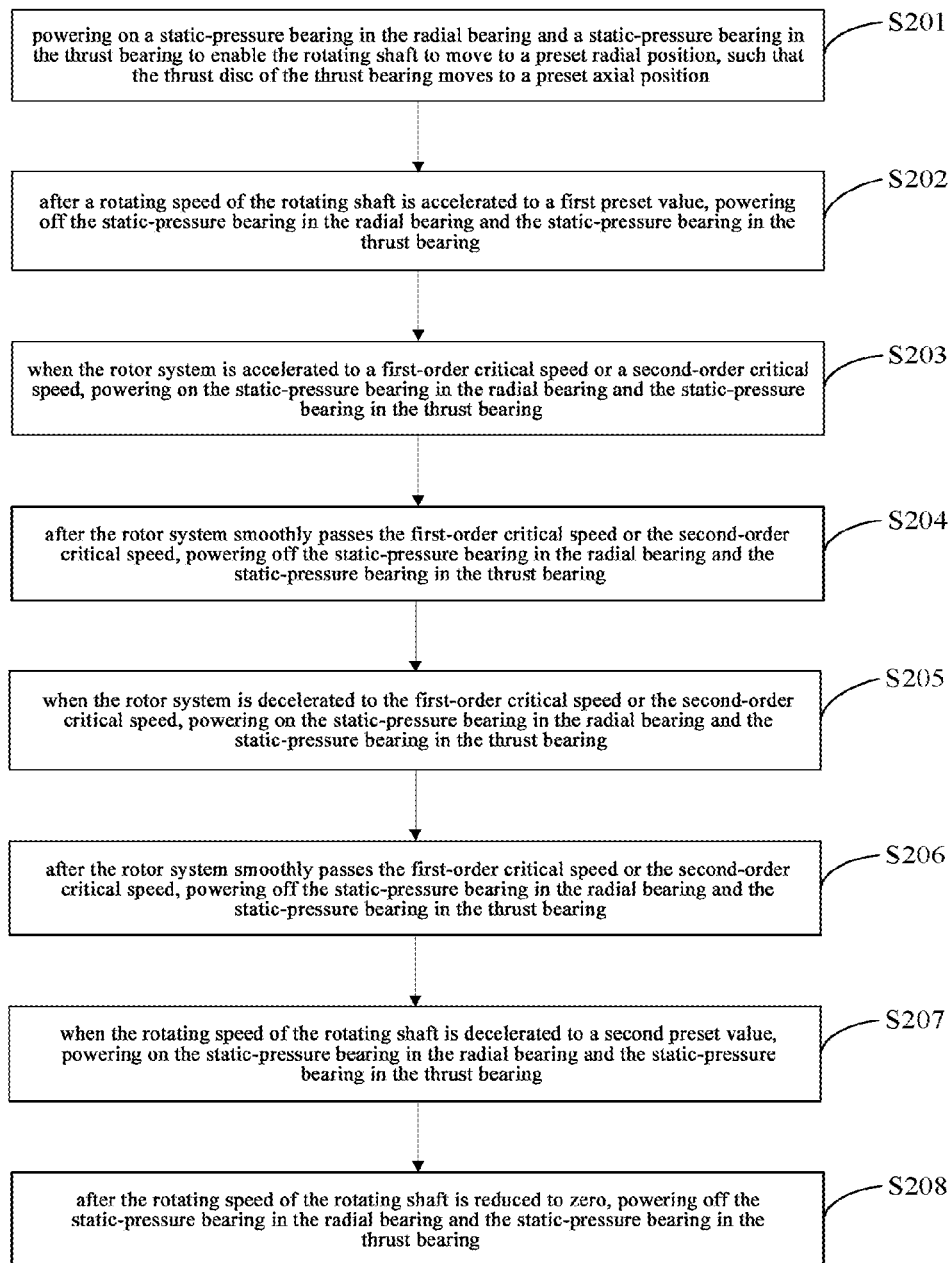 S201
powering on a static-pressure bearing in the radial bearing and a static-pressure bearing in
the thrust bearing to enable the rotating shaft to move to a preset radial position, such that
the thrust disc of the thrust bearing moves to a preset axial position
S202
after a rotating speed of the rotating shaft is accelerated to a first preset value, powering
off the static-pressure bearing in the radial bearing and the static-pressure bearing in the
thrust bearing
S203
when the rotor system is accelerated to a first-order critical speed or a second-order critical
speed, powering on the static-pressure bearing in the radial bearing and the static-pressure
bearing in the thrust bearing
S204
after the rotor system smoothly passes the first-order critical speed or the second-order
critical speed, powering off the static-pressure bearing in the radial bearing and the
static-pressure bearing in the thrust bearing
S205
when the rotor system is decelerated to the first-order critical speed or the second-order
critical speed, powering on the static-pressure bearing in the radial bearing and the
static-pressure bearing in the thrust bearing
S206
after the rotor system smoothly passes the first-order critical speed or the second-order
critical speed, powering off the static-pressure bearing in the radial bearing and the
static-pressure bearing in the thrust bearing
S207
when the rotating speed of the rotating shaft is decelerated to a second preset value,
powering on the static-pressure bearing in the radial bearing and the static-pressure
bearing in the thrust bearing
S208
after the rotating speed of the rotating shaft is reduced to zero, powering off the
static-pressure bearing in the radial bearing and the static-pressure bearing in the
thrust bearing